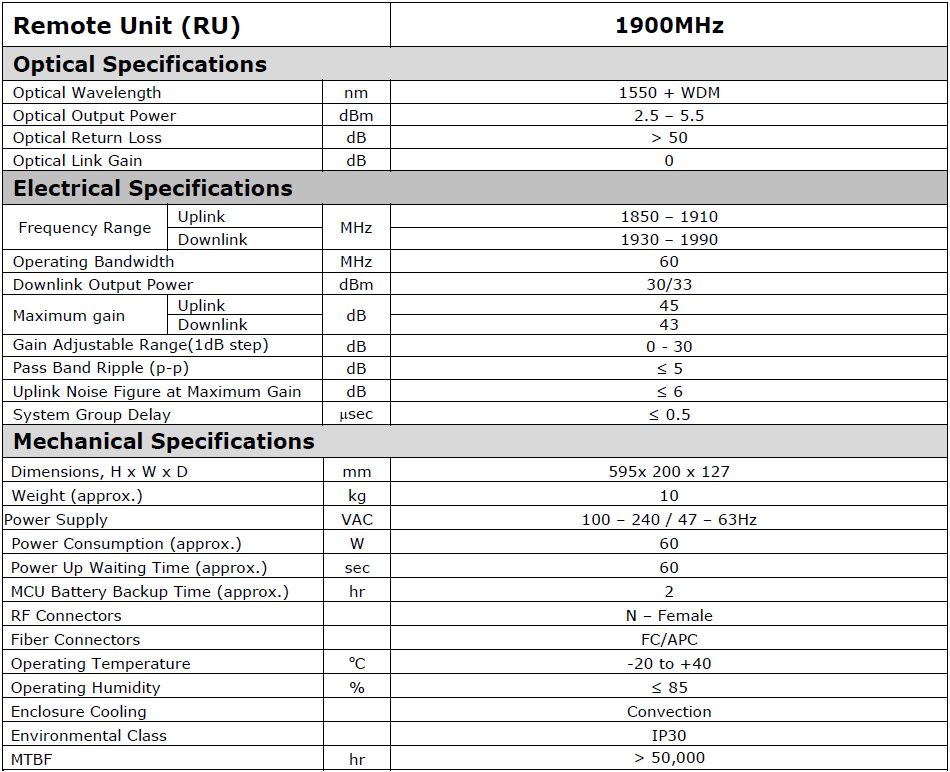 Remote Unit (RU) 1900MHz
Optical Specifications
Optical Wavelength nm 1550 + WDM
Optical Output Power dBm 2.5 – 5.5
Optical Return Loss dB > 50
Optical Link Gain dB 0
Electrical Specifications
Frequency Range Uplink MHz 1850 – 1910
Downlink 1930 – 1990
Operating Bandwidth MHz 60
Downlink Output Power dBm 30/33
Maximum gain Uplink dB 45
Downlink 43
Gain Adjustable Range(1dB step) dB 0 - 30
Pass Band Ripple (p-p) dB ≤ 5
Uplink Noise Figure at Maximum Gain dB ≤ 6
System Group Delay μsec ≤ 0.5
Mechanical Specifications
Dimensions, H x W x D mm 595x 200 x 127
Weight (approx.) kg 10
Power Supply VAC 100 – 240 / 47 – 63Hz
Power Consumption (approx.) W 60
Power Up Waiting Time (approx.) sec 60
MCU Battery Backup Time (approx.) hr 2
RF Connectors N – Female
Fiber Connectors FC/APC
Operating Temperature ℃ -20 to +40
Operating Humidity % ≤ 85
Enclosure Cooling Convection
Environmental Class IP30
MTBF hr > 50,000